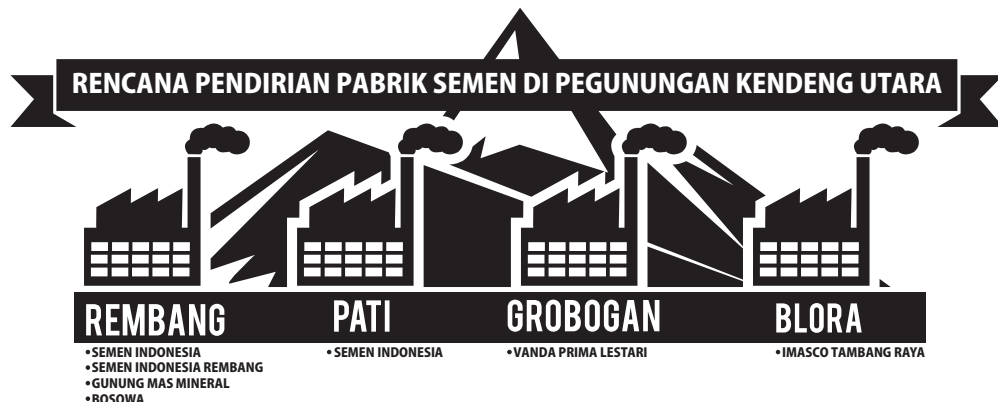 RENCANA PENDIRIAN PABRIK SEMEN DI PEGUNUNGAN KENDENG UTARA
REMBANG
•SEMEN INDONESIA
•SEMEN INDONESIA REMBANG
•GUNUNG MAS MINERAL
•BOSOWA
PATI
•SEMEN INDONESIA
GROBOGAN
•VANDA PRIMA LESTARI
BLORA
•IMASCO TAMBANG RAYA